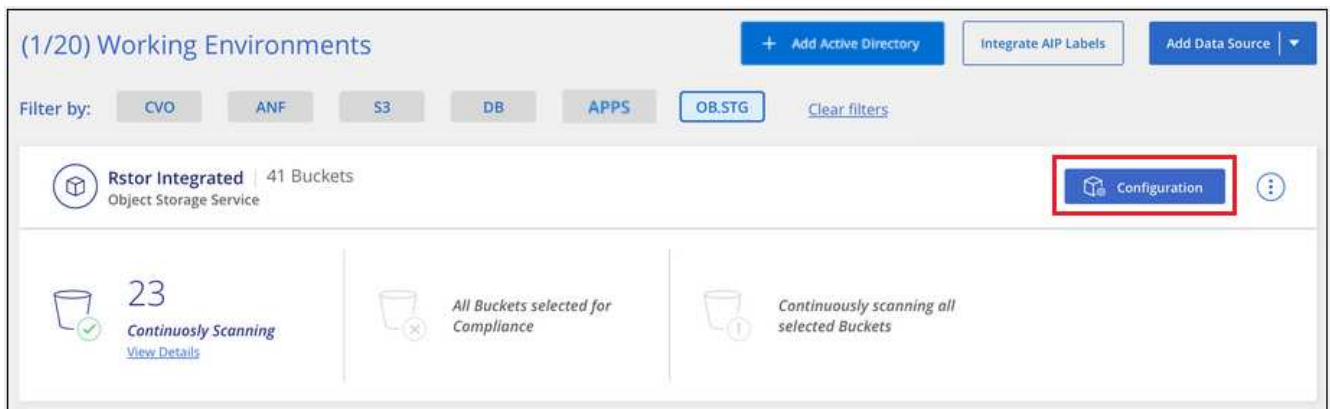 (1/20) Working Environments
+ Add Active Directory
Integrate AIP Labels
Add Data Source
Filter by:
CVO
ANF
S3
DB
APPS
OB.STG
Clear filters
Rstor Integrated | 41 Buckets
Object Storage Service
Configuration
23
Continuosly Scanning
View Details
All Buckets selected for
Compliance
Continuously scanning all
selected Buckets